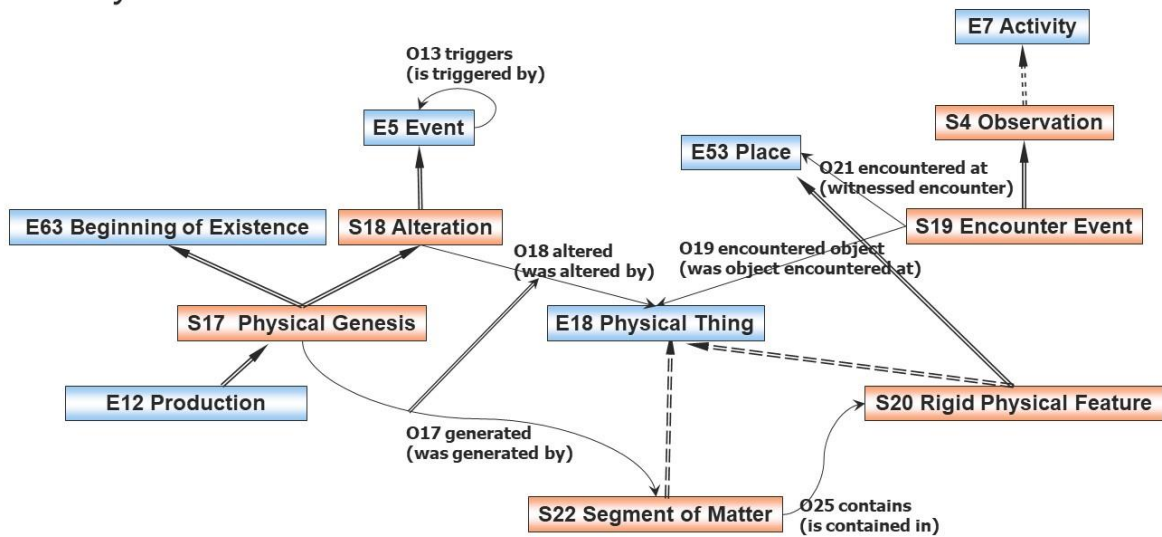 E7 Activity
O13 triggers
(is triggered by)
E5 Event
S4 Observation
E53 Place
O21 encountered at
(witnessed encounter)
E63 Beginning of Existence
S18 Alteration
S19 Encounter Event
O18 altered
(was altered by)
O19 encountered object
(was object encountered at)
S17 Physical Genesis
E18 Physical Thing
E12 Production
S20 Rigid Physical Feature
O17 generated
(was generated by)
S22 Segment of Matter
O25 contains
(is contained in)